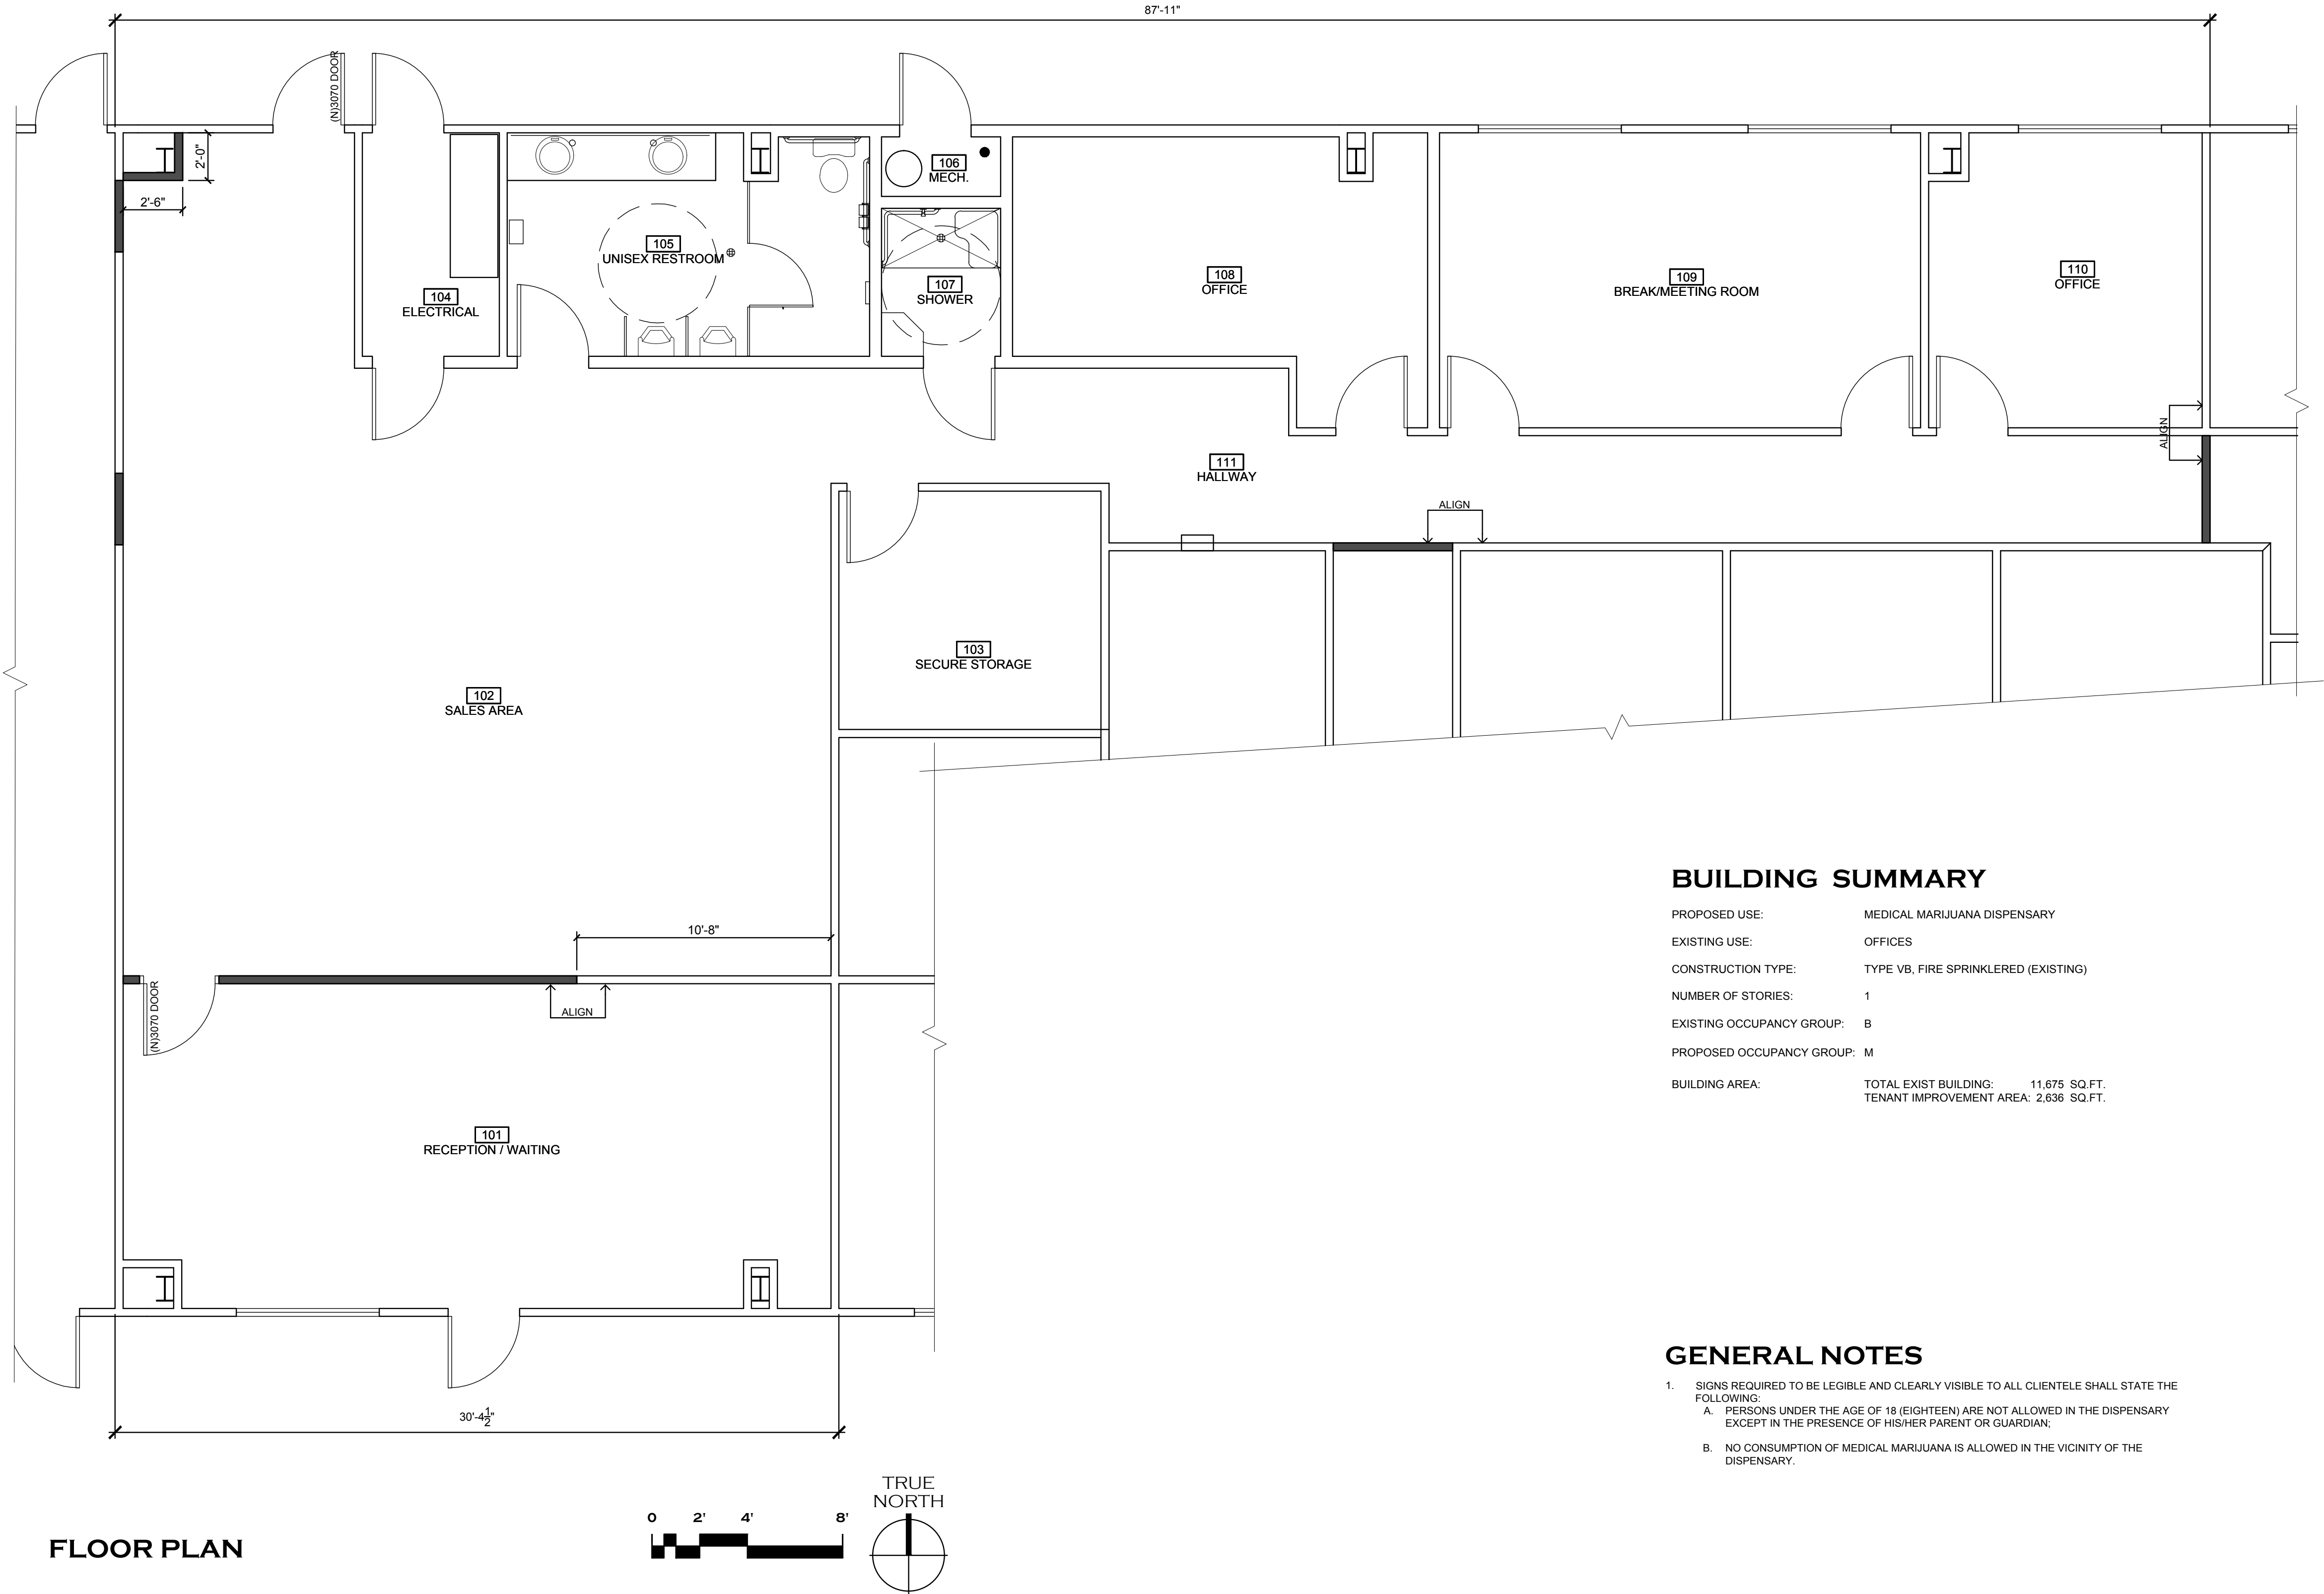 87'-11"
(N)3070 DOOR
2'-0"
2'-6"
106
MECH.
105
UNISEX RESTROOM
104
ELECTRICAL
107
SHOWER
108
OFFICE
109
BREAK/MEETING ROOM
110
OFFICE
ALIGN
111
HALLWAY
ALIGN
103
SECURE STORAGE
102
SALES AREA
10'-8"
(N)3070 DOOR
ALIGN
101
RECEPTION / WAITING
30'-4 1/2"
BUILDING SUMMARY
PROPOSED USE: MEDICAL MARIJUANA DISPENSARY
EXISTING USE: OFFICES
CONSTRUCTION TYPE: TYPE VB, FIRE SPRINKLERED (EXISTING)
NUMBER OF STORIES: 1
EXISTING OCCUPANCY GROUP: B
PROPOSED OCCUPANCY GROUP: M
BUILDING AREA: TOTAL EXIST BUILDING: 11,675 SQ.FT.
TENANT IMPROVEMENT AREA: 2,636 SQ.FT.
GENERAL NOTES
1. SIGNS REQUIRED TO BE LEGIBLE AND CLEARLY VISIBLE TO ALL CLIENTELE SHALL STATE THE
FOLLOWING:
A. PERSONS UNDER THE AGE OF 18 (EIGHTEEN) ARE NOT ALLOWED IN THE DISPENSARY
EXCEPT IN THE PRESENCE OF HIS/HER PARENT OR GUARDIAN;
B. NO CONSUMPTION OF MEDICAL MARIJUANA IS ALLOWED IN THE VICINITY OF THE
DISPENSARY.
TRUE
NORTH
0 2' 4' 8'
FLOOR PLAN